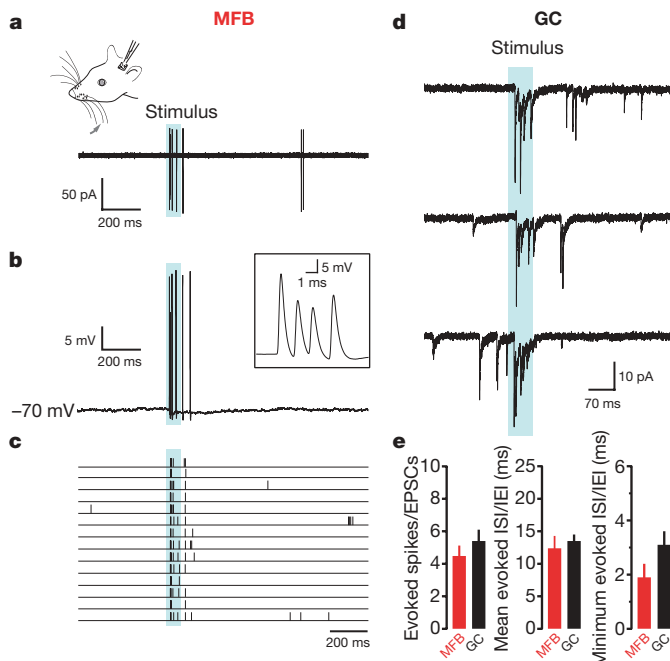 a
MFB
Stimulus
50 pA
200 ms
b
5 mV
1 ms
5 mV
200 ms
–70 mV
c
200 ms
d
GC
Stimulus
10 pA
70 ms
e
Evoked spikes/EPSCs
10
8
6
4
2
0
MFB
GC
Mean evoked ISI/IEI (ms)
25
20
15
10
5
0
MFB
GC
Minimum evoked ISI/IEI (ms)
6
4
2
0
MFB
GC